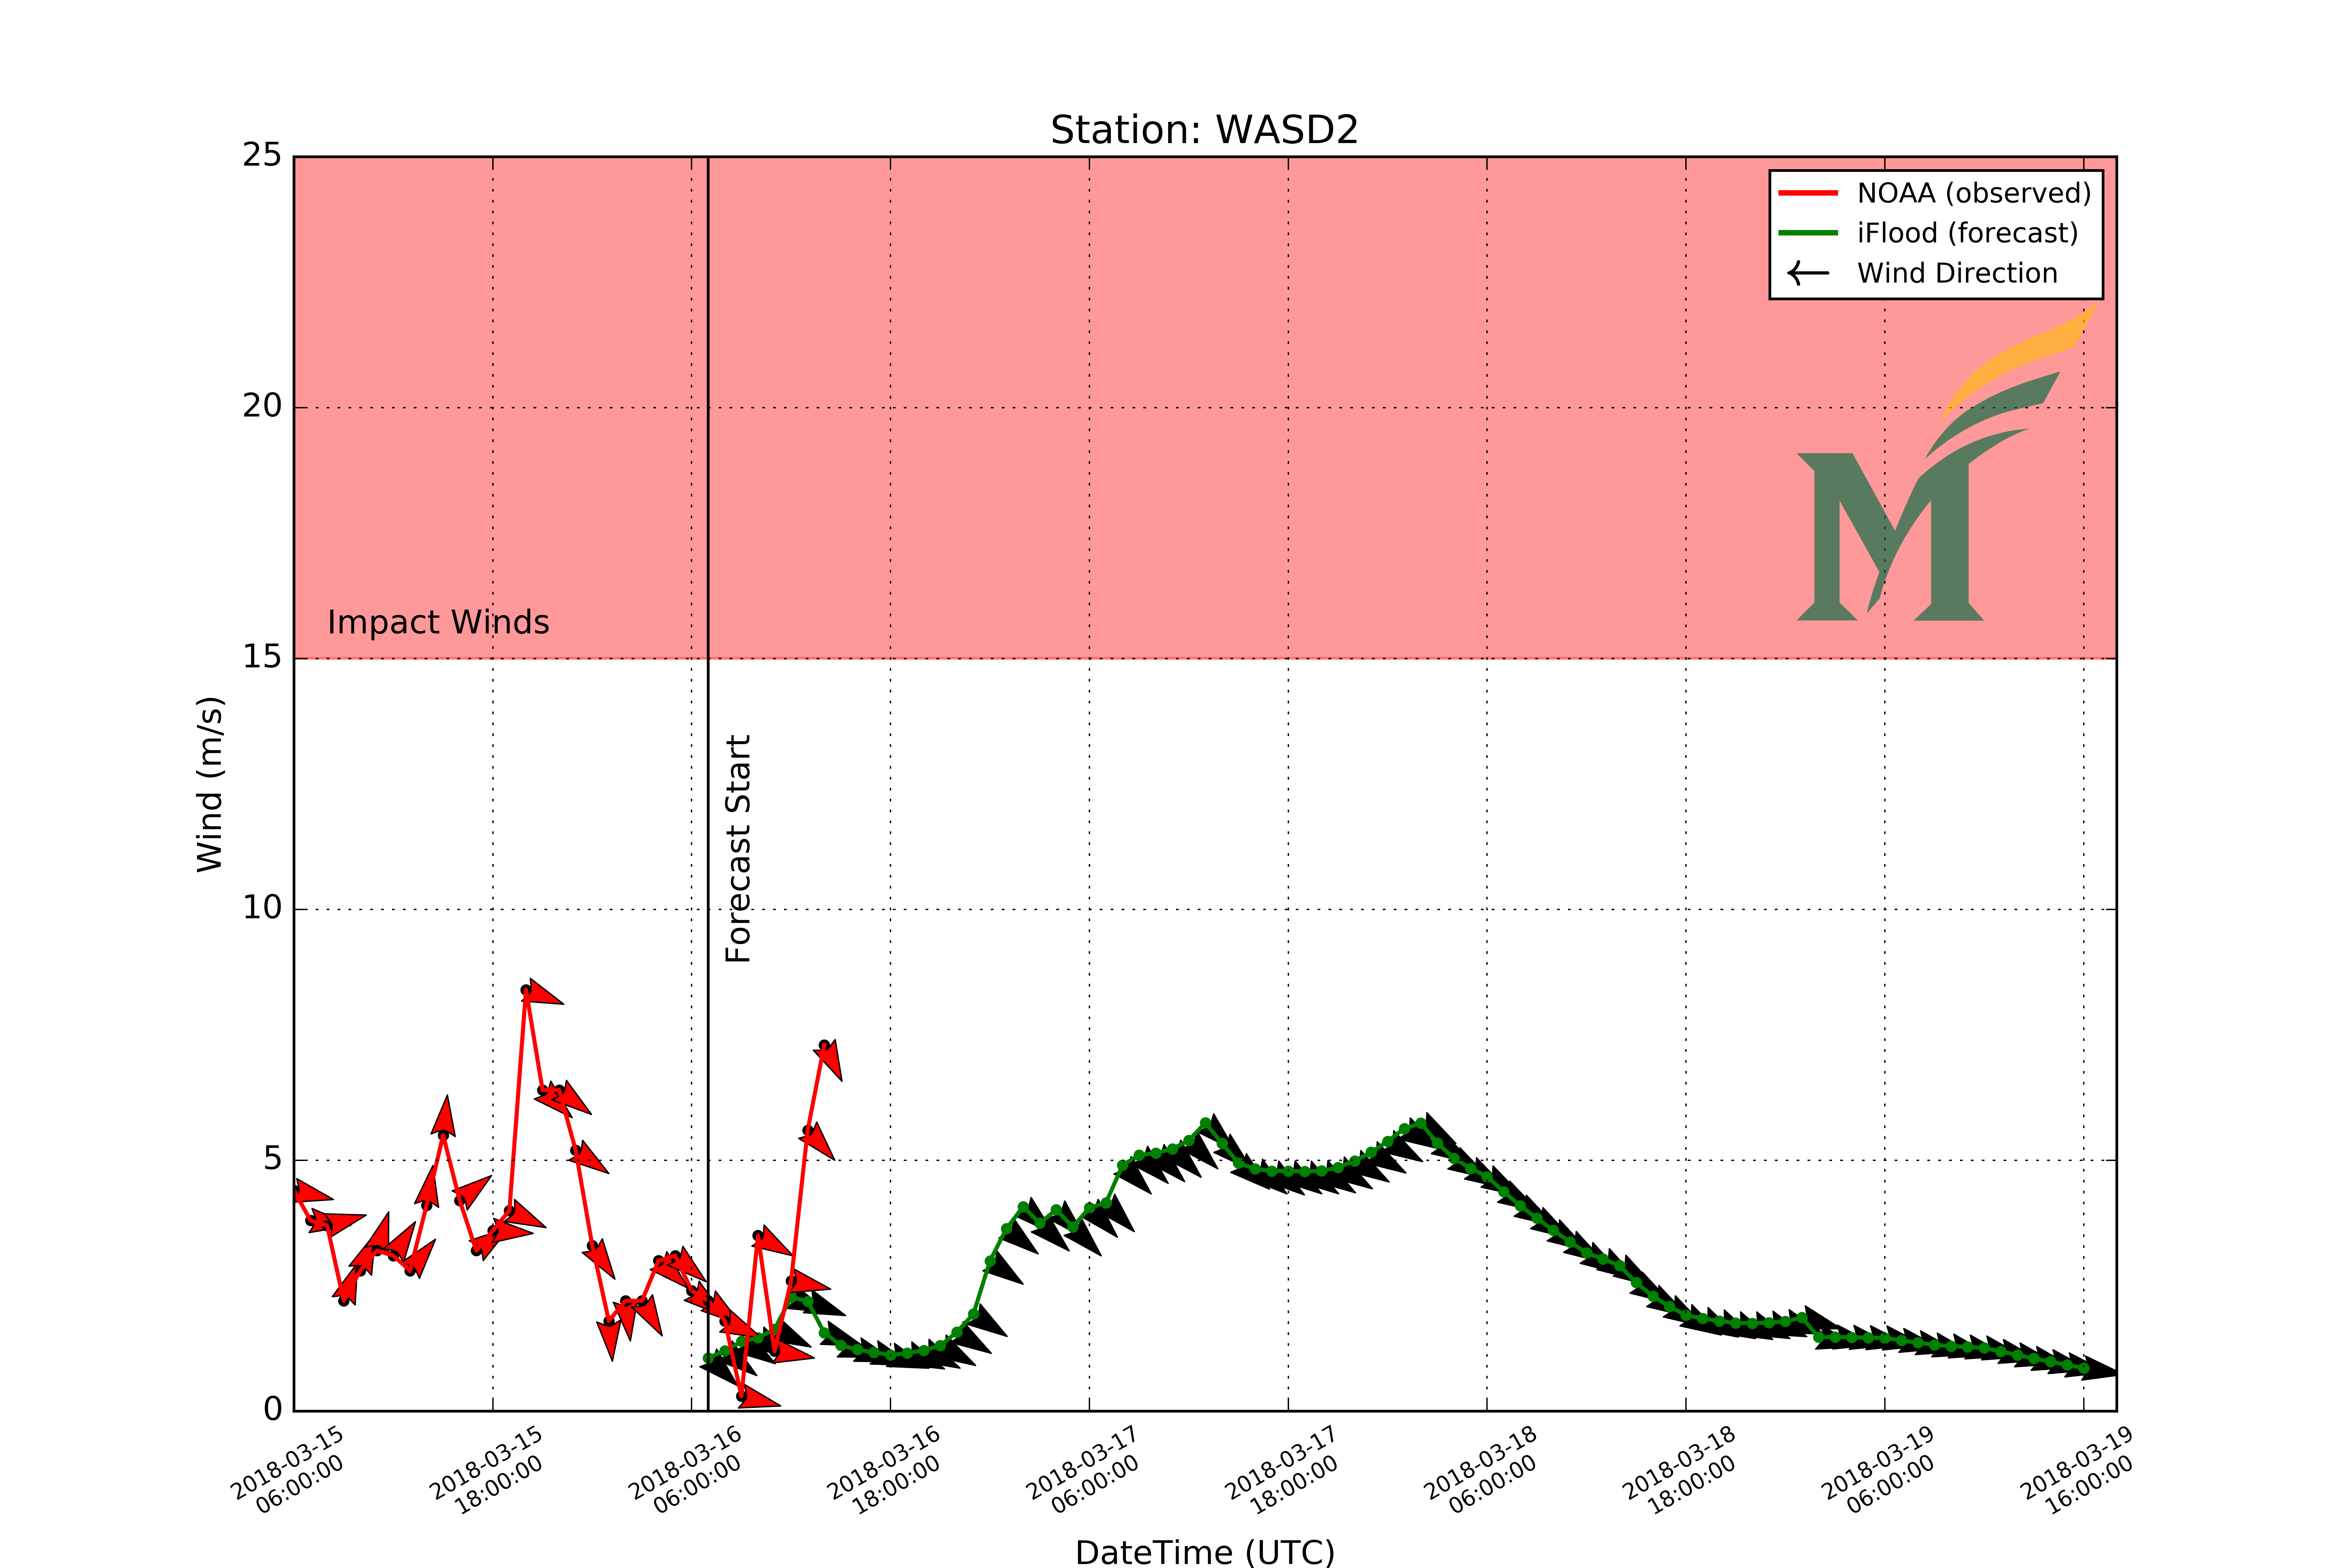 Station: WASD2
25
20
15
10
5
0
Wind (m/s)
NOAA (observed)
iFlood (forecast)
Wind Direction
Impact Winds
Forecast Start
M
2018-03-15
06:00:00
2018-03-15
18:00:00
2018-03-16
06:00:00
2018-03-16
18:00:00
2018-03-17
06:00:00
2018-03-17
18:00:00
2018-03-18
06:00:00
2018-03-18
18:00:00
2018-03-19
06:00:00
2018-03-19
16:00:00
DateTime (UTC)